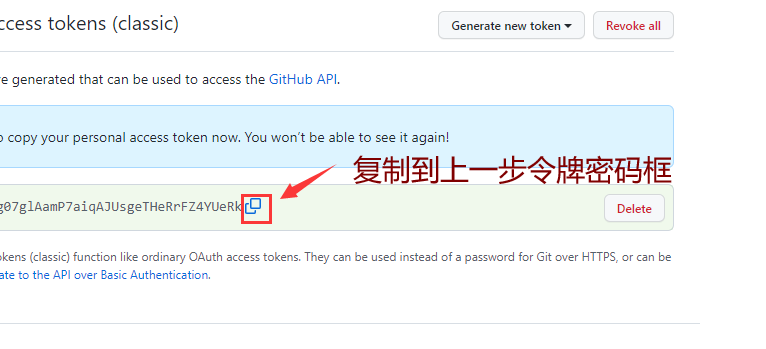 ccess tokens (classic)
Generate new token
Revoke all
ve generated that can be used to access the GitHub API.
o copy your personal access token now. You won't be able to see it again!
复制到上一步令牌密码框
g07glAamP7aiqAJUsgeTHeRrFZ4YUeRk
Delete
okens (classic) function like ordinary OAuth access tokens. They can be used instead of a password for Git over HTTPS, or can be
ate to the API over Basic Authentication.